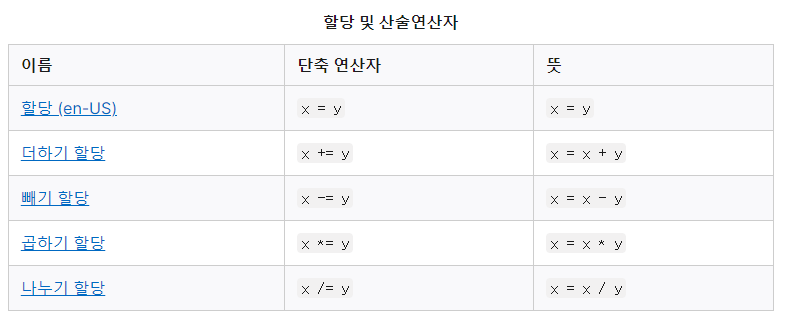 할당 및 산술연산자
이름 단축 연산자 뜻
할당 (en-US) x = y x = y
더하기 할당 x += y x = x + y
빼기 할당 x -= y x = x - y
곱하기 할당 x *= y x = x * y
나누기 할당 x /= y x = x / y